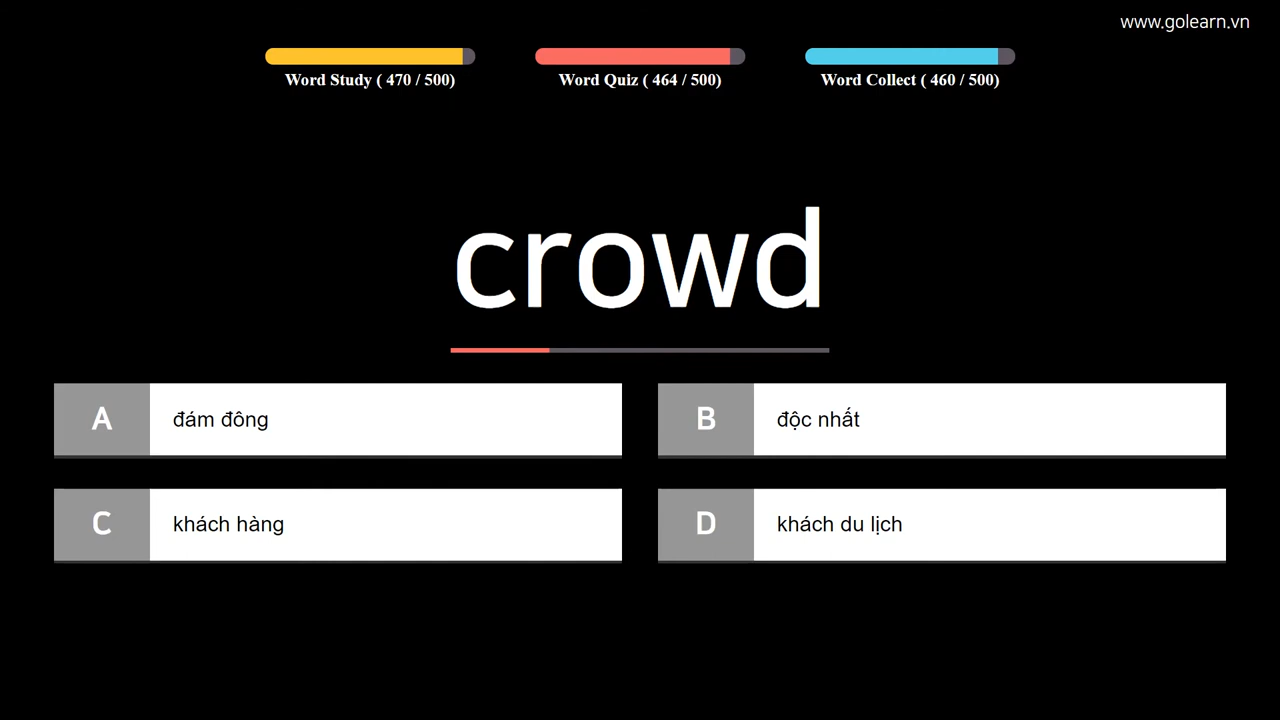 www.golearn.vn
Word Study ( 470 / 500)
Word Quiz ( 464 / 500)
Word Collect ( 460 / 500)
crowd
A đám đông
B độc nhất
C khách hàng
D khách du lịch